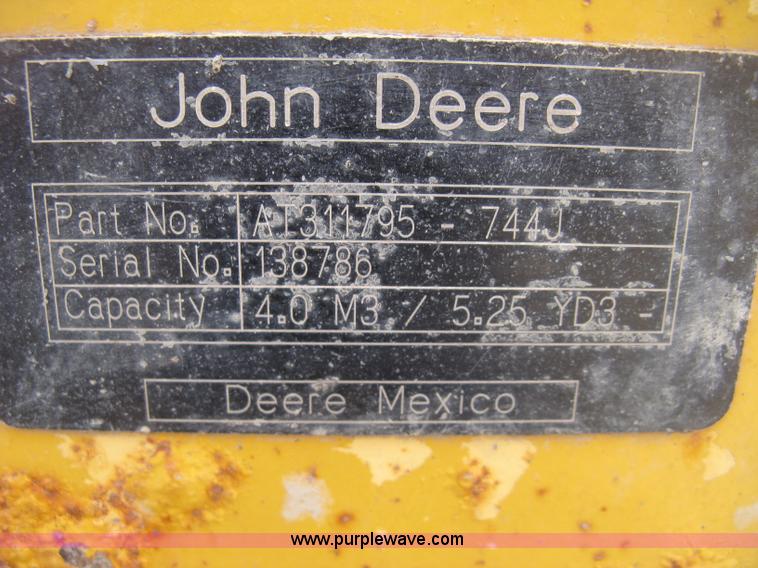 John Deere
Part No. AT311795 - 744J
Serial No. 138786
Capacity 4.0 M3 / 5.25 YD3 -
Deere Mexico
www.purplewave.com